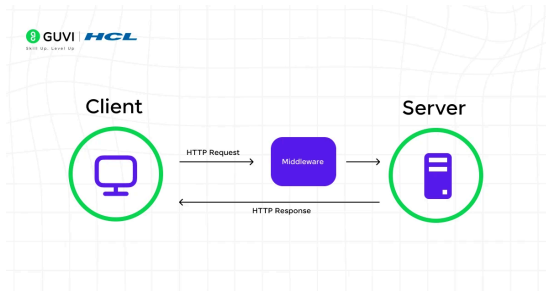 GUVI | HCL
Skill Up. Level Up
Client
Server
HTTP Request
Middleware
HTTP Response